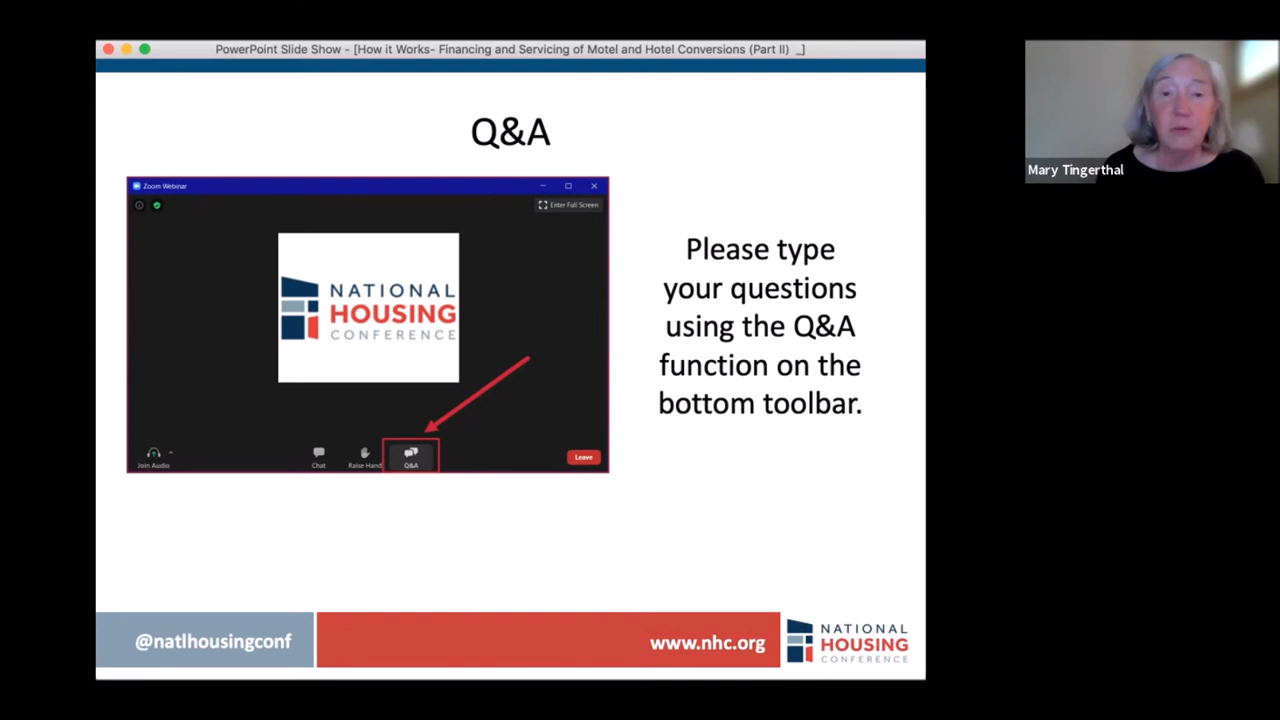 PowerPoint Slide Show - [How it Works- Financing and Servicing of Motel and Hotel Conversions (Part II) _]
Q&A
Zoom Webinar
Enter Full Screen
NATIONAL
HOUSING
CONFERENCE
Join Audio
Chat
Raise Hand
Q&A
Leave
Please type
your questions
using the Q&A
function on the
bottom toolbar.
@natlhousingconf
www.nhc.org
NATIONAL
HOUSING
CONFERENCE
Mary Tingerthal